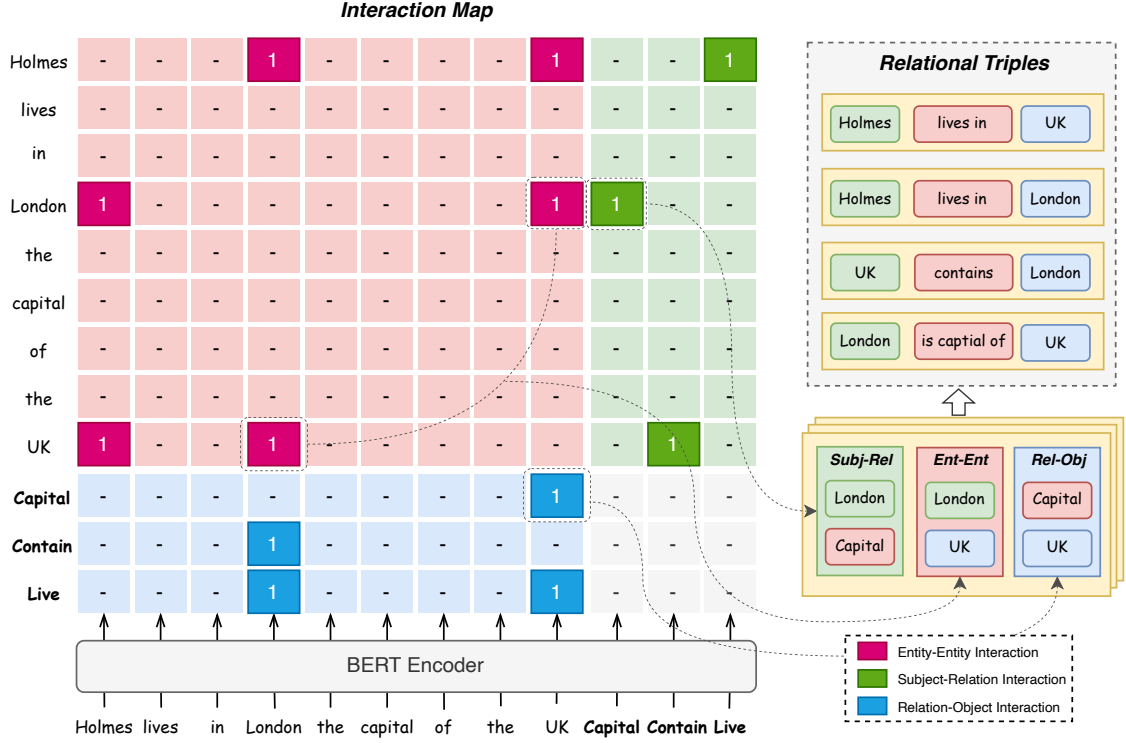 Interaction Map
Holmes - - - 1 - - - - 1 - - 1
lives - - - - - - - - - - - -
in - - - - - - - - - - - -
London 1 - - - - - - - 1 1 - -
the - - - - - - - - - - - -
capital - - - - - - - - - - - -
of - - - - - - - - - - - -
the - - - - - - - - - - - -
UK 1 - - 1 - - - - - - 1 -
Capital - - - - - - - - 1 - - -
Contain - - - 1 - - - - - - - -
Live - - - 1 - - - - 1 - - -
BERT Encoder
Holmes lives in London the capital of the UK Capital Contain Live
Relational Triples
Holmes lives in UK
Holmes lives in London
UK contains London
London is captial of UK
Subj-Rel Ent-Ent Rel-Obj
London London Capital
Capital UK UK
Entity-Entity Interaction
Subject-Relation Interaction
Relation-Object Interaction